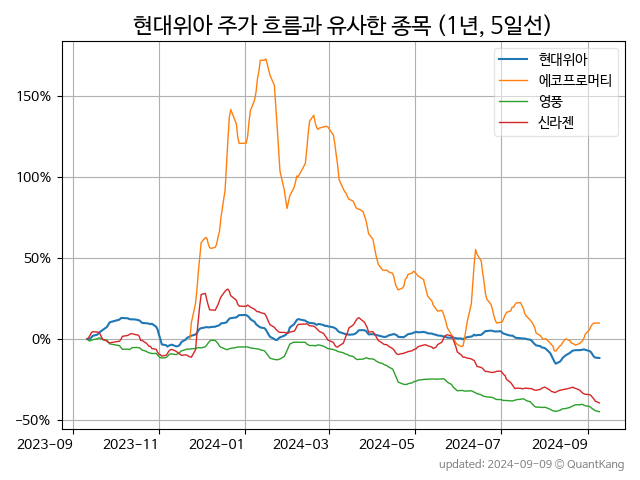 현대위아 주가 흐름과 유사한 종목 (1년, 5일선)
현대위아
에코프로머티
영풍
신라젠
150%
100%
50%
0%
−50%
2023-09 2023-11 2024-01 2024-03 2024-05 2024-07 2024-09
updated: 2024-09-09 © QuantKang